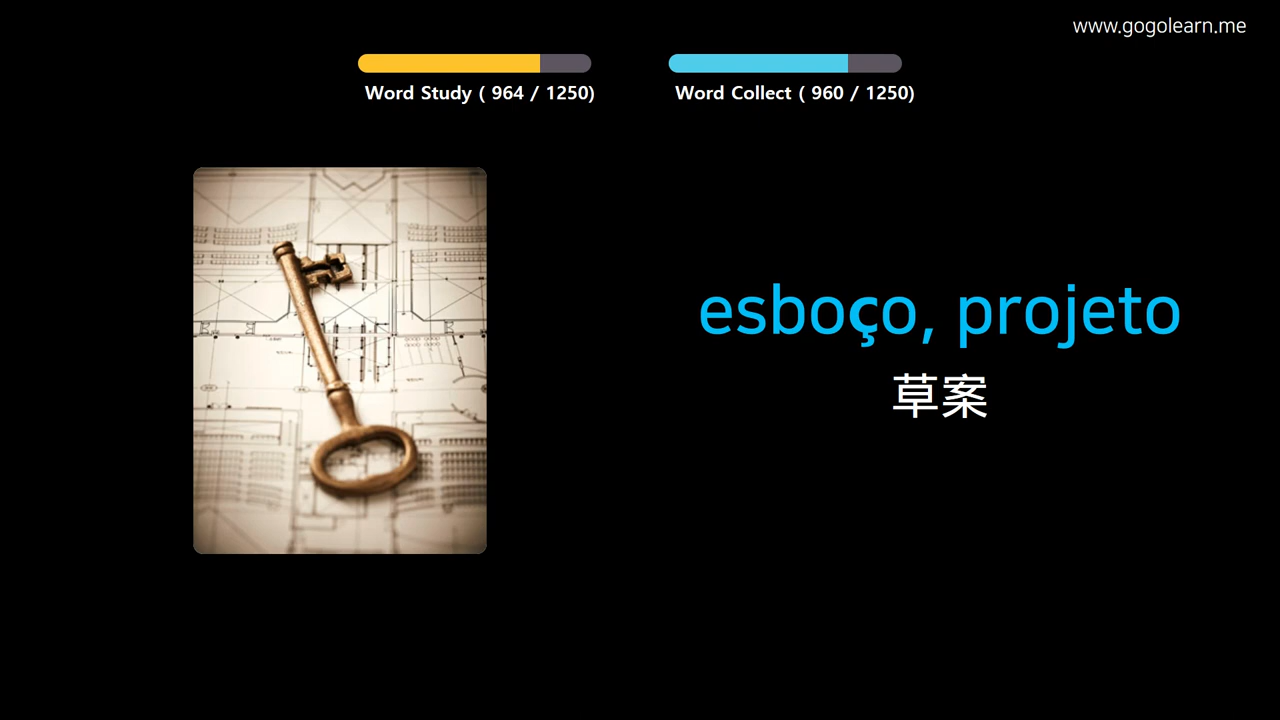 www.gogolearn.me
Word Study ( 964 / 1250)
Word Collect ( 960 / 1250)
esboço, projeto
草案